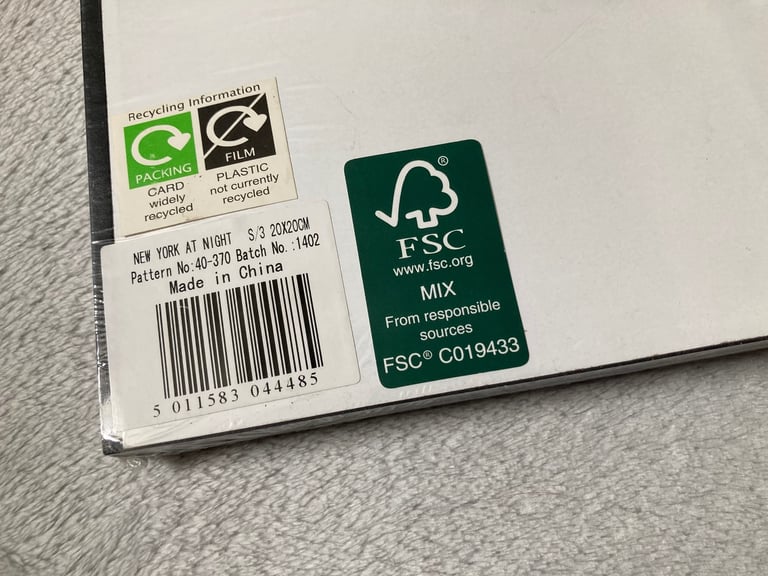 Recycling Information
PACKING
CARD
widely
recycled
FILM
PLASTIC
not currently
recycled
NEW YORK AT NIGHT S/3 20X20CM
Pattern No:40-370 Batch No.:1402
Made in China
5 011583 044485
®
FSC
www.fsc.org
MIX
From responsible
sources
FSC® C019433